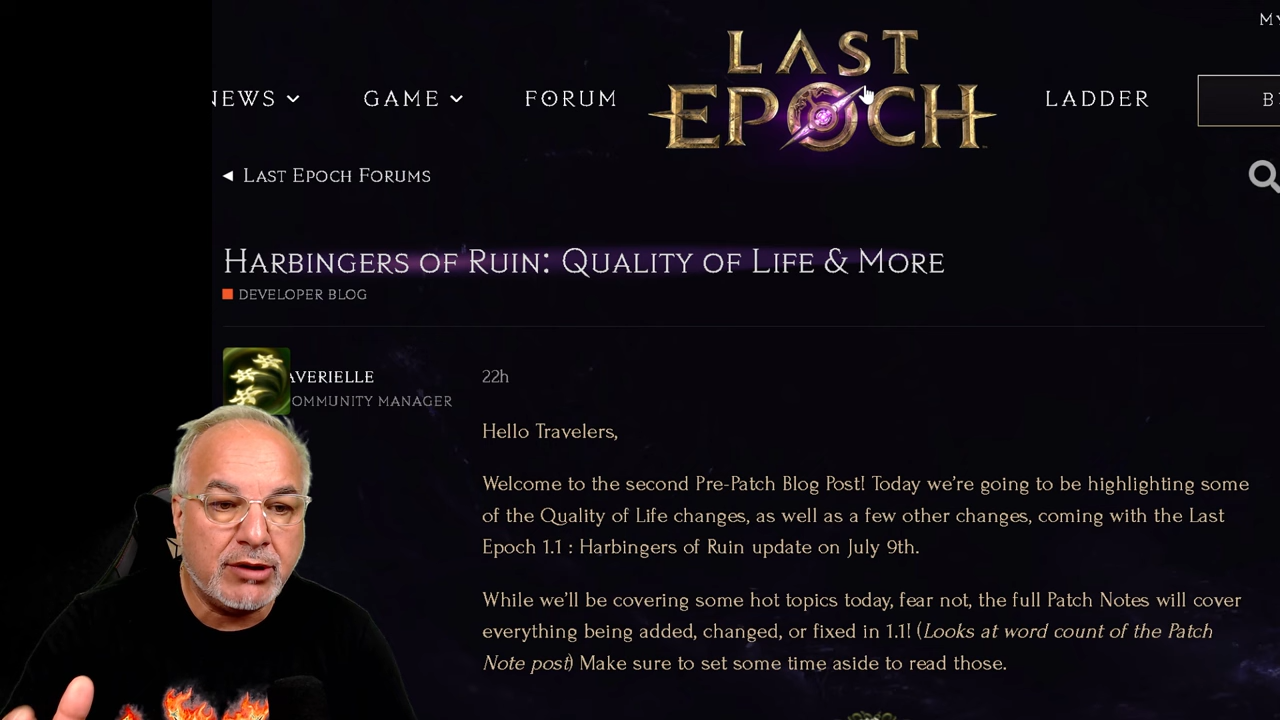 MY
LAST
EPOCH
NEWS
GAME
FORUM
LADDER
B
Last Epoch Forums
Harbingers of Ruin: Quality of Life & More
DEVELOPER BLOG
AVERIELLE
22h
OMMUNITY MANAGER
Hello Travelers,
Welcome to the second Pre-Patch Blog Post! Today we're going to be highlighting some
of the Quality of Life changes, as well as a few other changes, coming with the Last
Epoch 1.1 : Harbingers of Ruin update on July 9th.
While we'll be covering some hot topics today, fear not, the full Patch Notes will cover
everything being added, changed, or fixed in 1.1! (Looks at word count of the Patch
Note post) Make sure to set some time aside to read those.